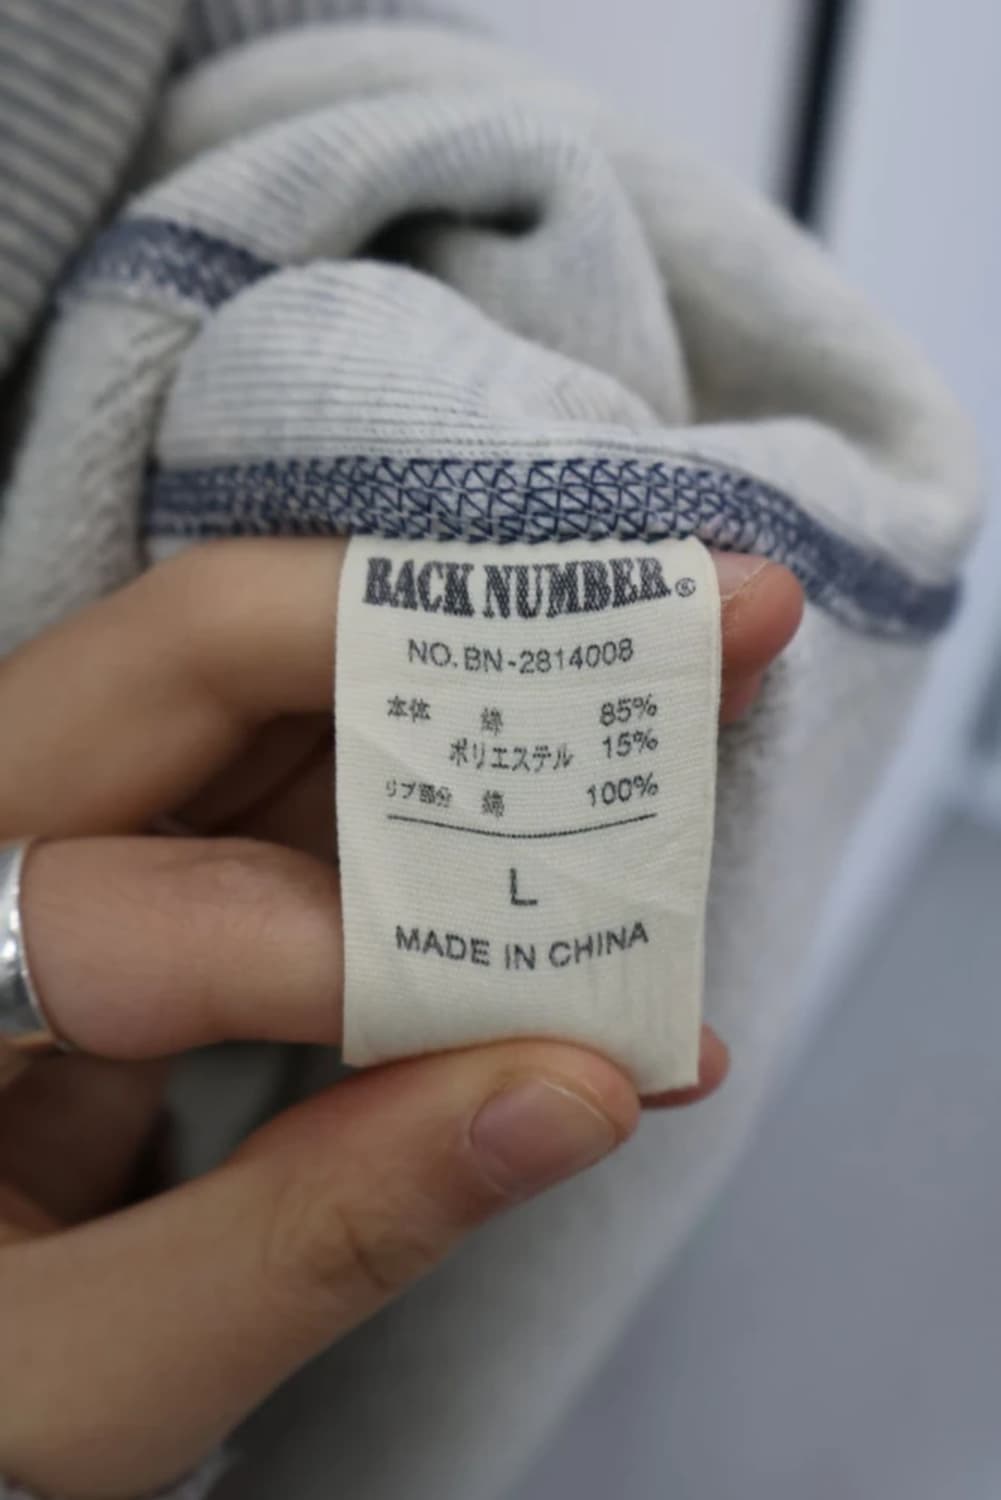 BACK NUMBER®
NO.BN-2814008
本体 綿 85%
ポリエステル 15%
リブ部分 綿 100%
L
MADE IN CHINA